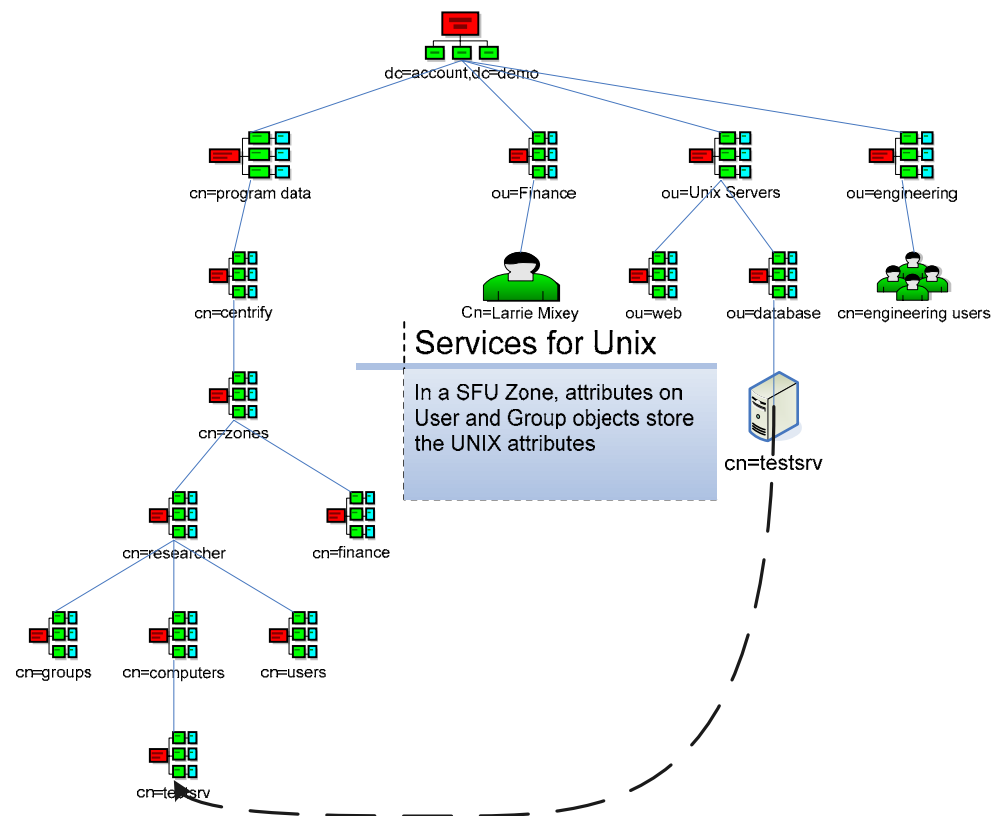 dc=account,dc=demo
cn=program data
ou=Finance
ou=Unix Servers
ou=engineering
cn=centrify
Cn=Larrie Mixey
ou=web
ou=database
cn=engineering users
Services for Unix
In a SFU Zone, attributes on
User and Group objects store
the UNIX attributes
cn=zones
cn=testsrv
cn=researcher
cn=finance
cn=groups
cn=computers
cn=users
cn=testsrv